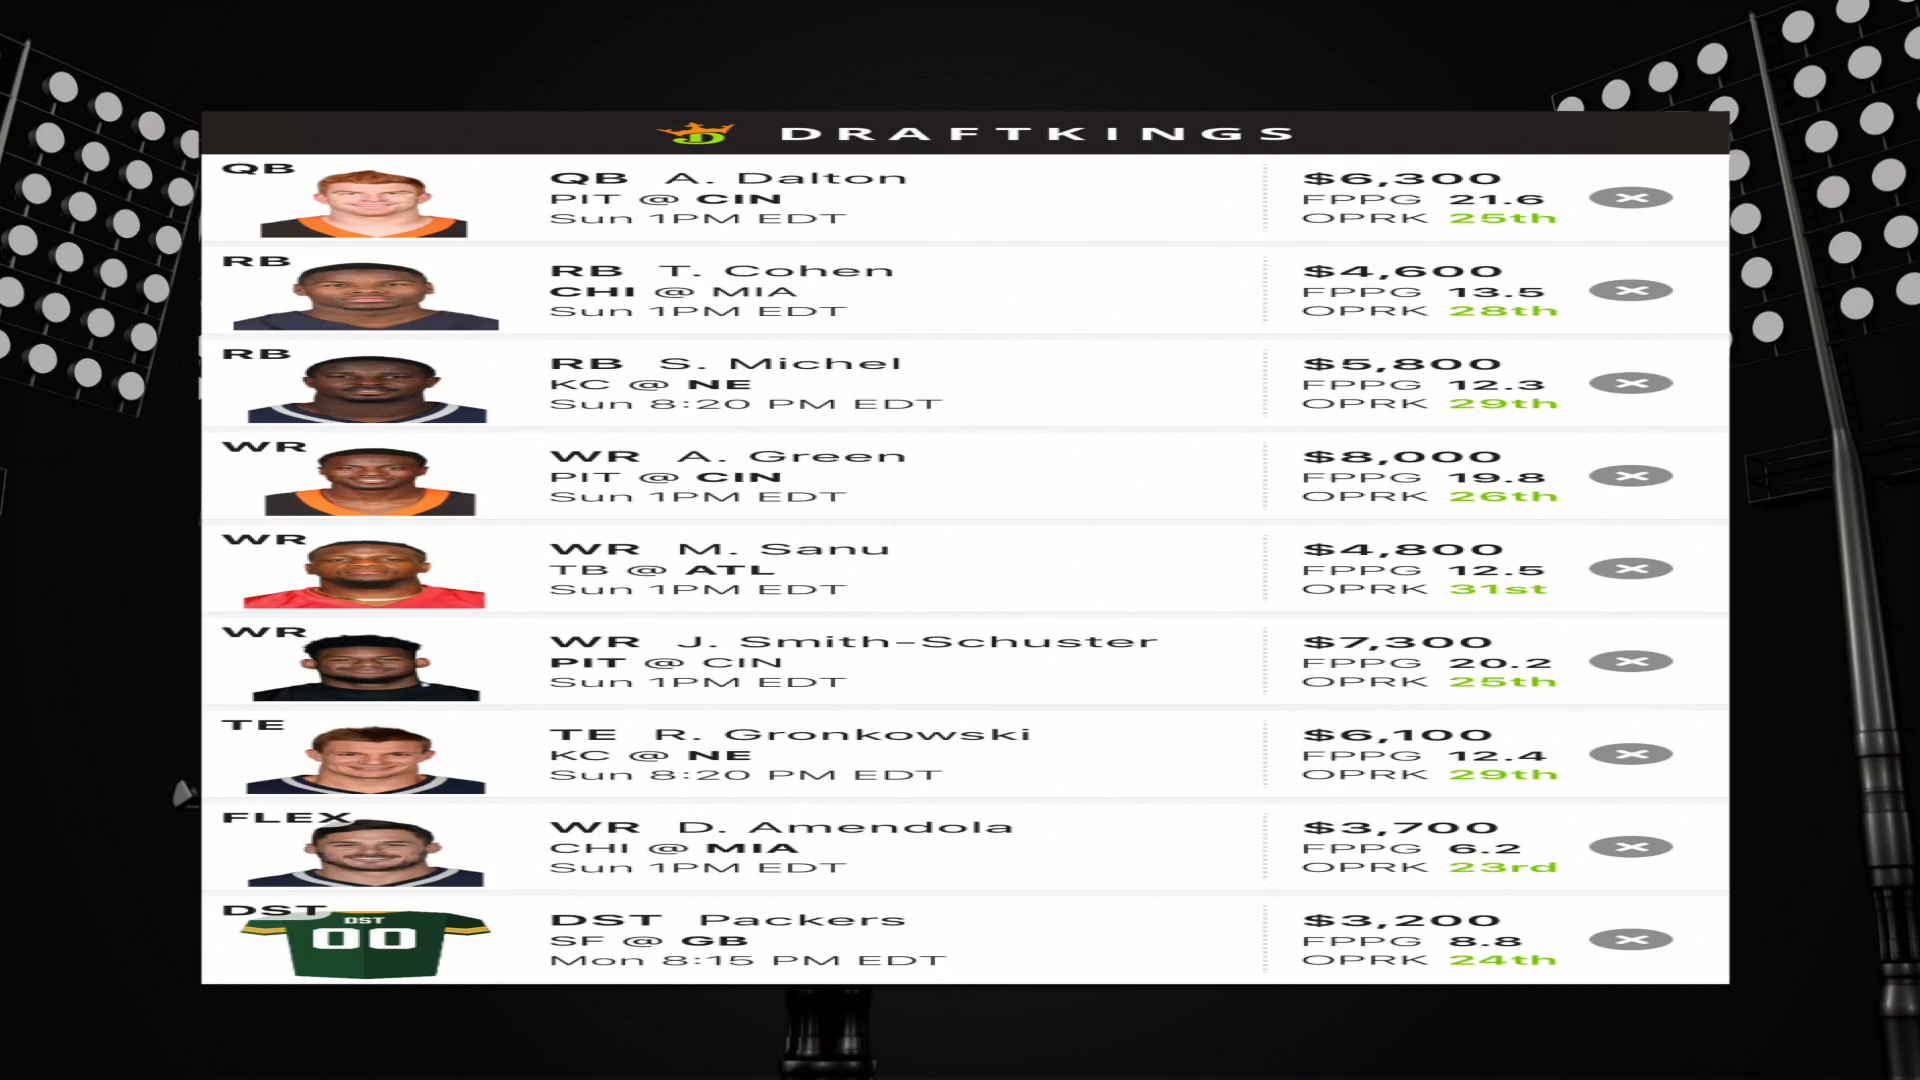 DRAFTKINGS
QB
QB A. Dalton
PIT @ CIN
Sun 1PM EDT
$6,300
FPPG 21.6
OPRK 25th
RB
RB T. Cohen
CHI @ MIA
Sun 1PM EDT
$4,600
FPPG 13.5
OPRK 28th
RB
RB S. Michel
KC @ NE
Sun 8:20 PM EDT
$5,800
FPPG 12.3
OPRK 29th
WR
WR A. Green
PIT @ CIN
Sun 1PM EDT
$8,000
FPPG 19.8
OPRK 26th
WR
WR M. Sanu
TB @ ATL
Sun 1PM EDT
$4,800
FPPG 12.5
OPRK 31st
WR
WR J. Smith-Schuster
PIT @ CIN
Sun 1PM EDT
$7,300
FPPG 20.2
OPRK 25th
TE
TE R. Gronkowski
KC @ NE
Sun 8:20 PM EDT
$6,100
FPPG 12.4
OPRK 29th
FLEX
WR D. Amendola
CHI @ MIA
Sun 1PM EDT
$3,700
FPPG 6.2
OPRK 23rd
DST
DST
00
DST Packers
SF @ GB
Mon 8:15 PM EDT
$3,200
FPPG 8.8
OPRK 24th